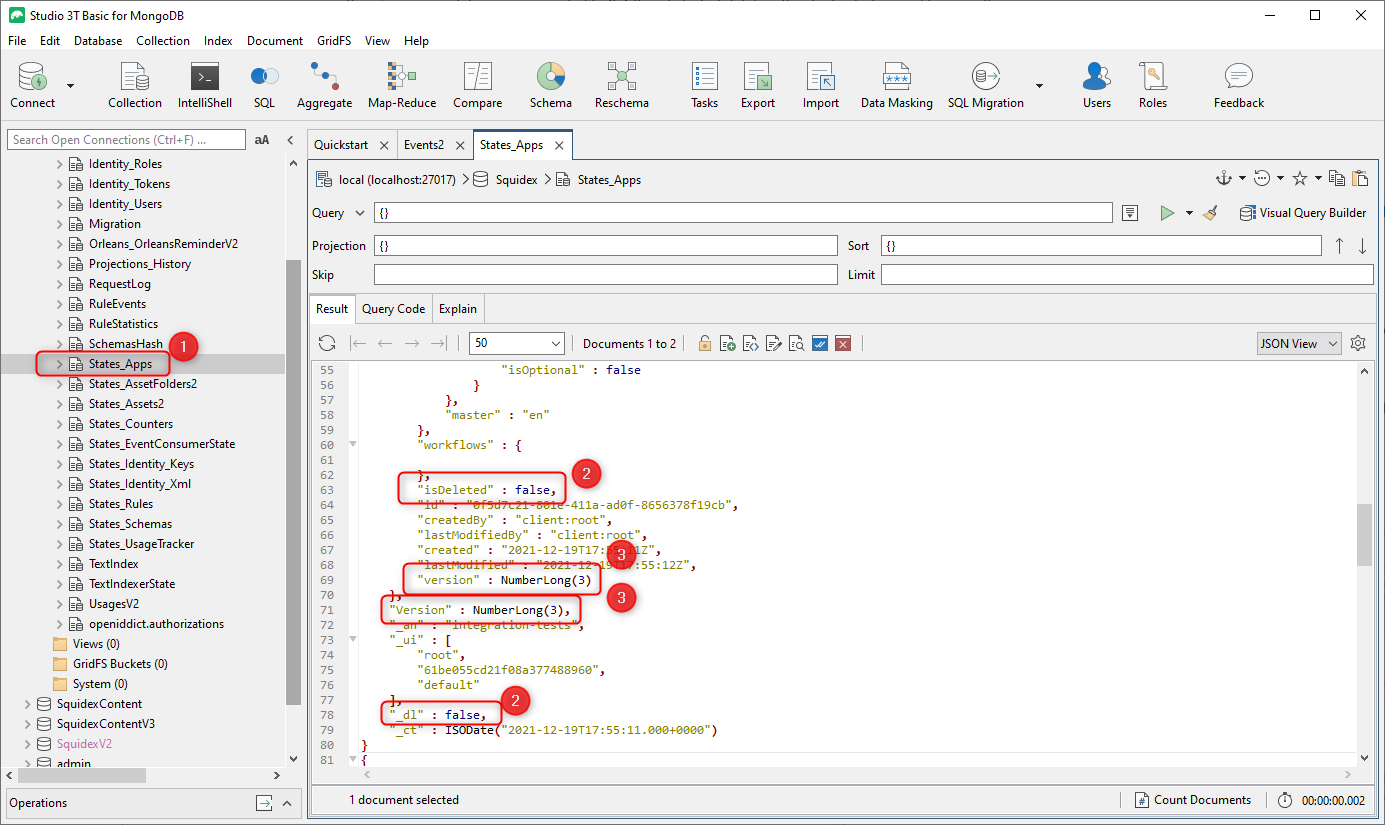 Studio 3T Basic for MongoDB
File Edit Database Collection Index Document GridFS View Help
Connect Collection IntelliShell SQL Aggregate Map-Reduce Compare Schema Reschema Tasks Export Import Data Masking SQL Migration Users Roles Feedback
Search Open Connections (Ctrl+F) ... aA
Identity_Roles
Identity_Tokens
Identity_Users
Migration
Orleans_OrleansReminderV2
Projections_History
RequestLog
RuleEvents
RuleStatistics
SchemasHash
1
States_Apps
States_AssetFolders2
States_Assets2
States_Counters
States_EventConsumerState
States_Identity_Keys
States_Identity_Xml
States_Rules
States_Schemas
States_UsageTracker
TextIndex
TextIndexerState
UsagesV2
openiddict.authorizations
Views (0)
GridFS Buckets (0)
System (0)
SquidexContent
SquidexContentV3
SquidexV2
admin
Operations
Quickstart Events2 States_Apps
local (localhost:27017) Squidex States_Apps
Query {} Visual Query Builder
Projection {} Sort {}
Skip Limit
Result Query Code Explain
50 Documents 1 to 2 JSON View
55 "isOptional" : false
56 }
57 },
58 "master" : "en"
59 },
60 "workflows" : {
61
62 },
2
63 "isDeleted" : false,
64 "id" : "0f5d7c21-801e-411a-ad0f-8656378f19cb",
65 "createdBy" : "client:root",
66 "lastModifiedBy" : "client:root",
67 "created" : "2021-12-19T17:55:11Z",
3
68 "lastModified" : "2021-12-19T17:55:12Z",
69 "version" : NumberLong(3)
70 },
3
71 "Version" : NumberLong(3),
72 "_an" : "integration-tests",
73 "_ui" : [
74 "root",
75 "61be055cd21f08a377488960",
76 "default"
77 ],
2
78 "_dl" : false,
79 "_ct" : ISODate("2021-12-19T17:55:11.000+0000")
80 }
81 {
1 document selected Count Documents 00:00:00.002